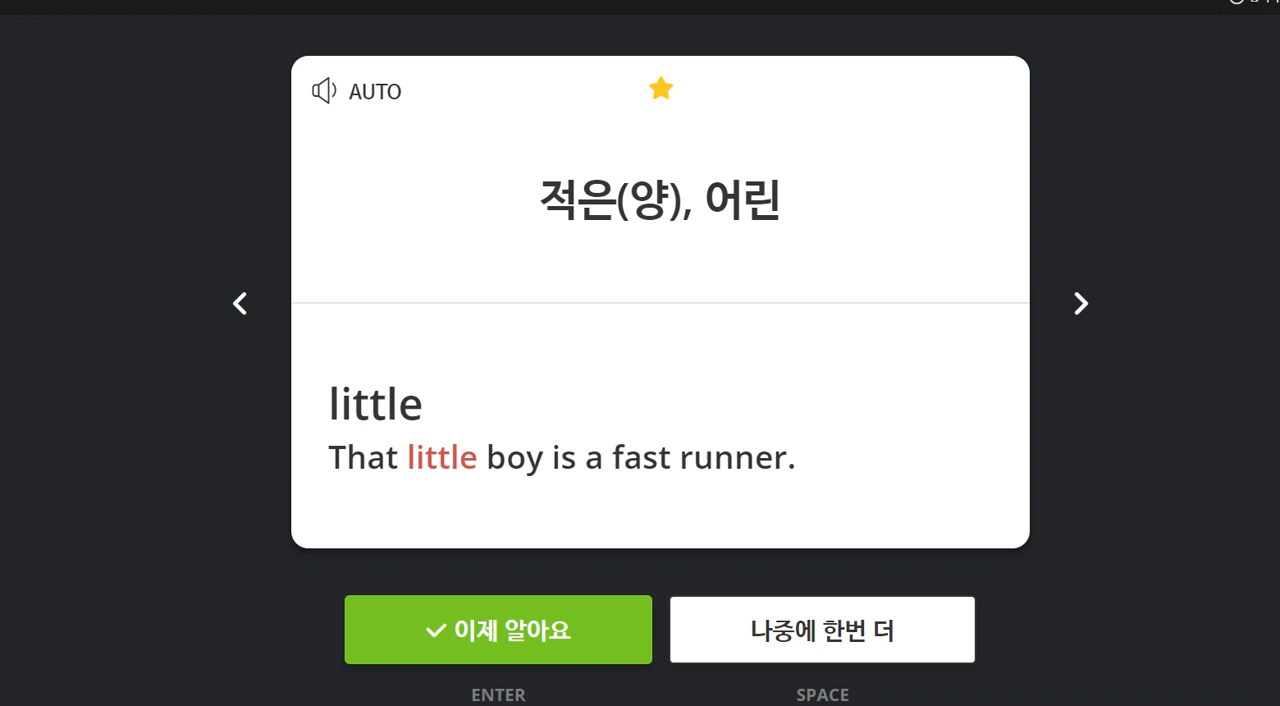 AUTO
적은(양), 어린
little
That little boy is a fast runner.
이제 알아요
나중에 한번 더
ENTER
SPACE